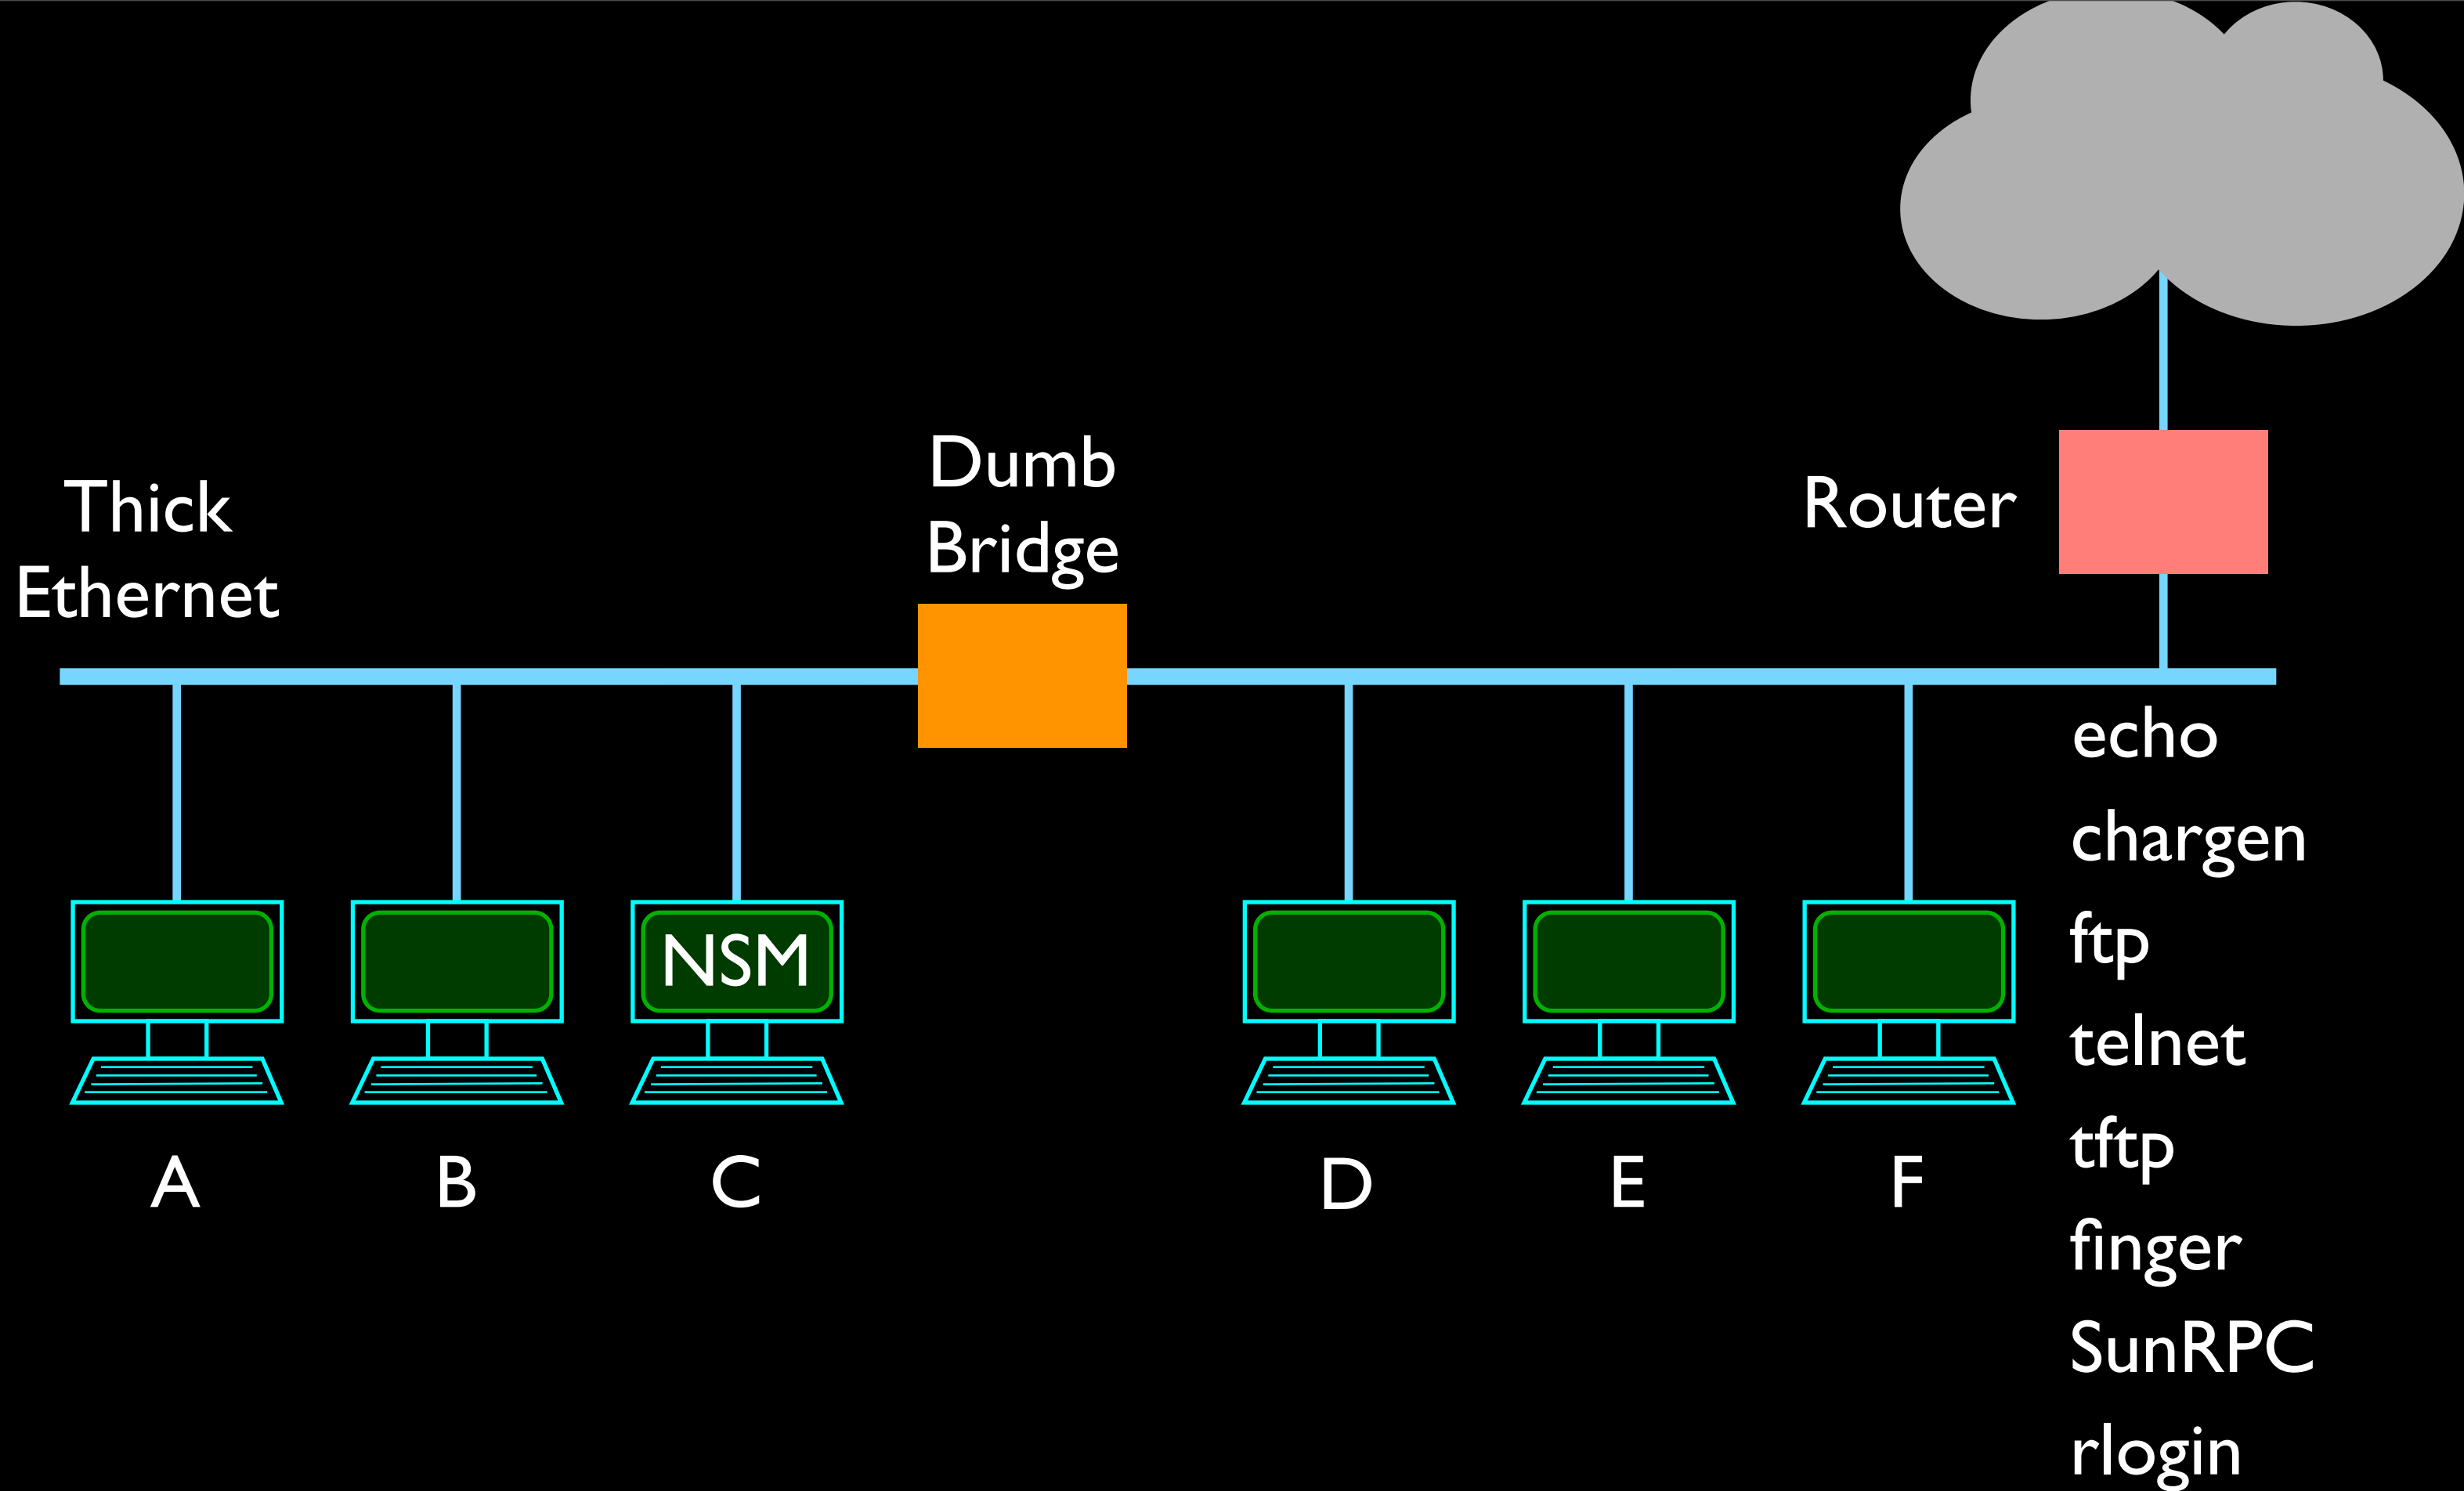 Thick
Ethernet
Dumb
Bridge
Router
NSM
A
B
C
D
E
F
echo
chargen
ftp
telnet
tftp
finger
SunRPC
rlogin